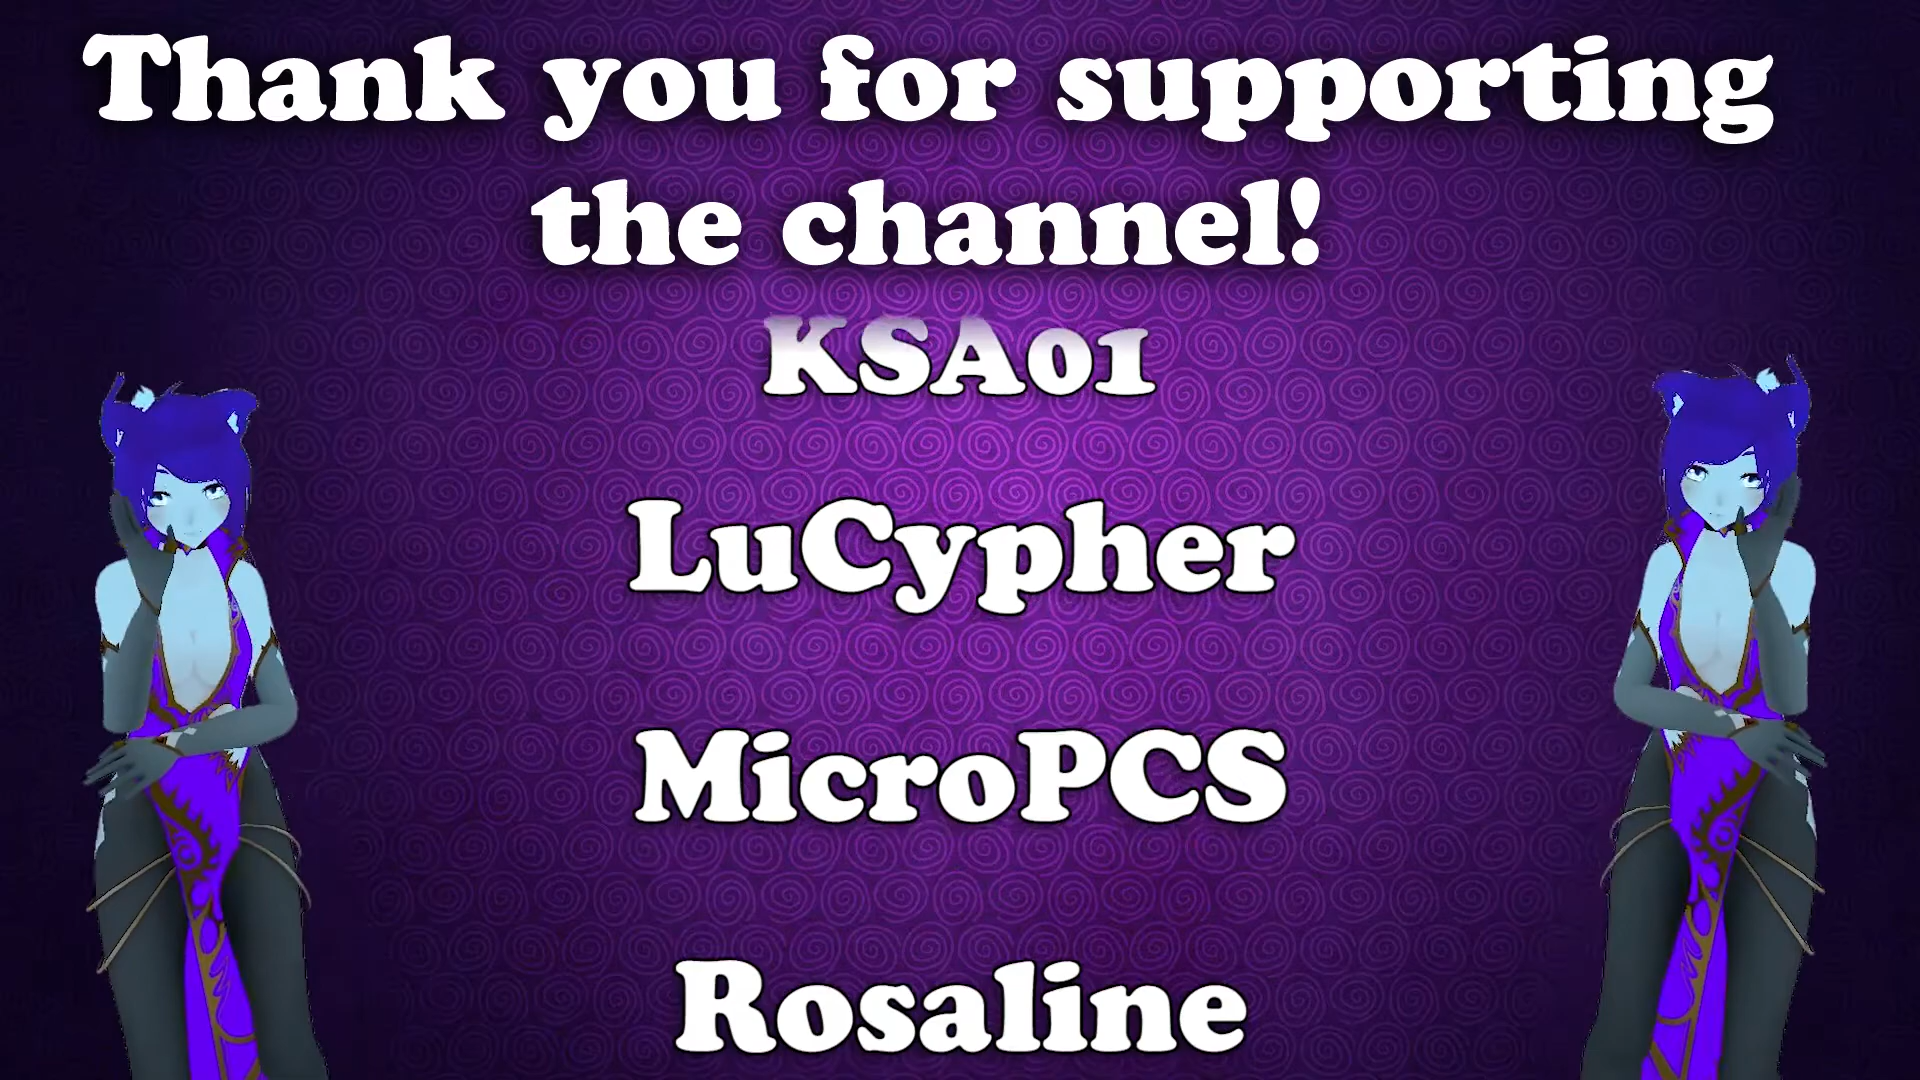 Thank you for supporting
the channel!
KSA01
LuCypher
MicroPCS
Rosaline